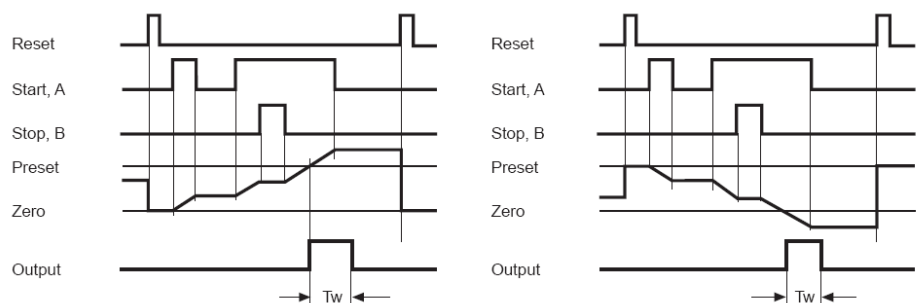 Reset
Start, A
Stop, B
Preset
Zero
Output
Tw
Reset
Start, A
Stop, B
Preset
Zero
Output
Tw